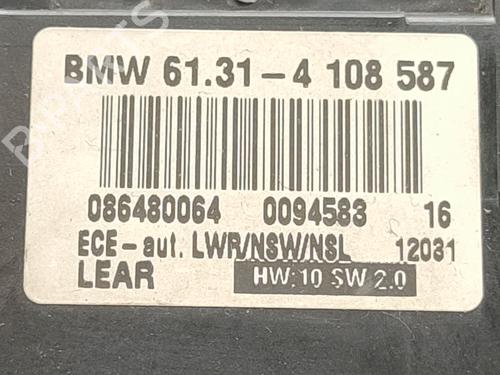 BMW 61.31-4 108 587
086480064 0094583 16
ECE-aut. LWR/NSW/NSL 12031
LEAR HW:10 SW 2.0